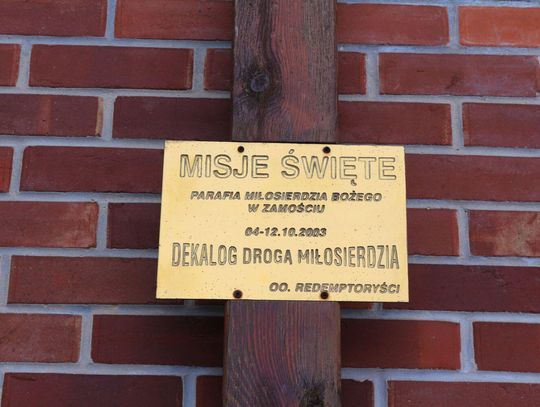 MISJE ŚWIĘTE
PARAFIA MIŁOSIERDZIA BOŻEGO
W ZAMOŚCIU
04-12.10.2003
DEKALOG DROGĄ MIŁOSIERDZIA
OO. REDEMPTORYŚCI